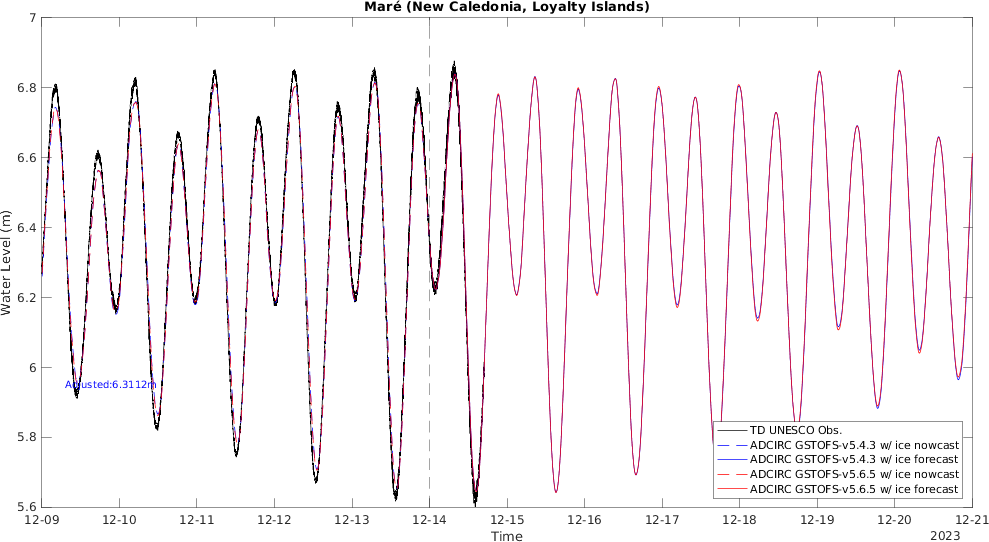 Maré (New Caledonia, Loyalty Islands)
7
6.8
6.6
6.4
6.2
6
5.8
5.6
Water Level (m)
Adjusted:6.3112m
TD UNESCO Obs.
ADCIRC GSTOFS-v5.4.3 w/ ice nowcast
ADCIRC GSTOFS-v5.4.3 w/ ice forecast
ADCIRC GSTOFS-v5.6.5 w/ ice nowcast
ADCIRC GSTOFS-v5.6.5 w/ ice forecast
12-09 12-10 12-11 12-12 12-13 12-14 12-15 12-16 12-17 12-18 12-19 12-20 12-21
Time
2023